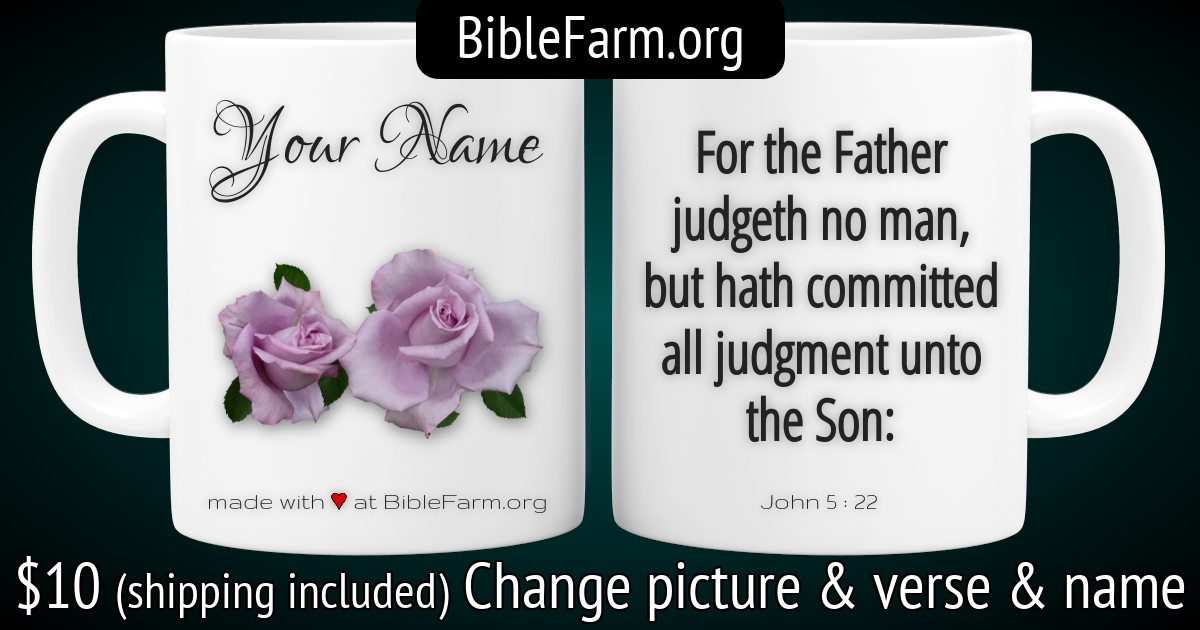 BibleFarm.org
Your Name
made with ♥ at BibleFarm.org
For the Father
judgeth no man,
but hath committed
all judgment unto
the Son:
John 5 : 22
$10 (shipping included) Change picture & verse & name